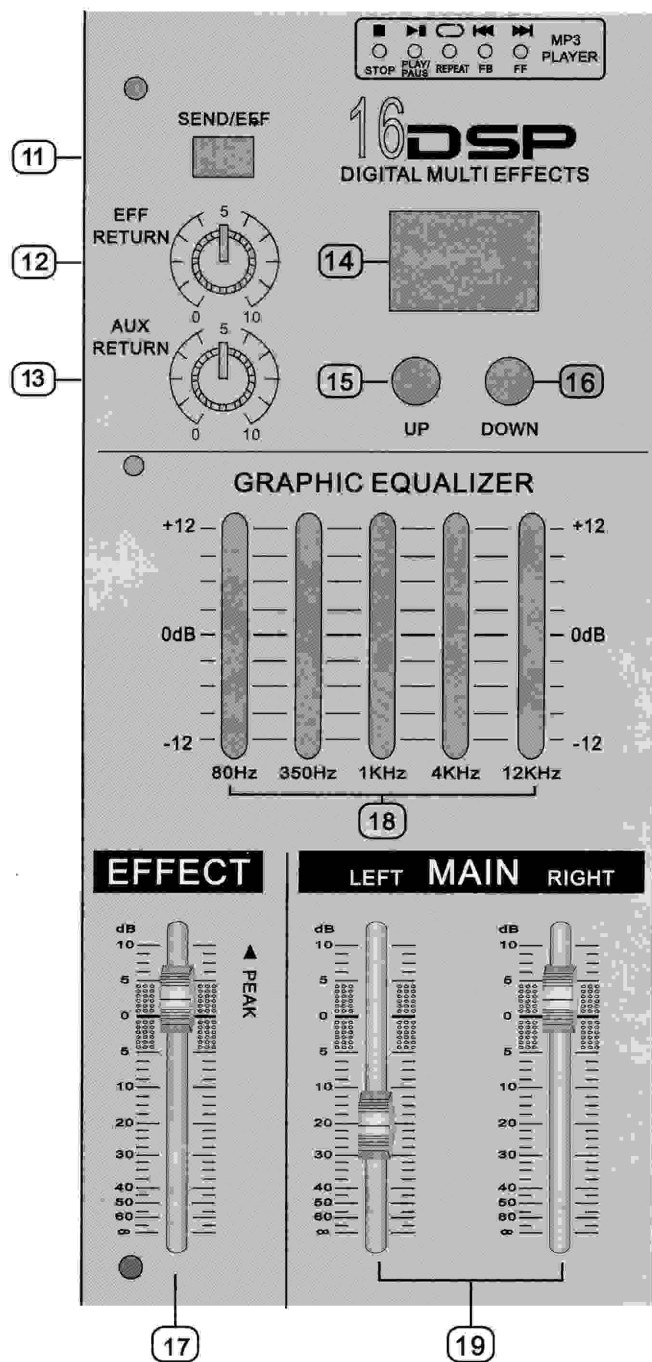 MP3
PLAYER
STOP PLAY/PAUS REPEAT FB FF
SEND/EFF
11
16DSP
DIGITAL MULTI EFFECTS
EFF
RETURN
5
0 10
12
14
AUX
RETURN
5
0 10
13
15
16
UP DOWN
GRAPHIC EQUALIZER
+12 +12
0dB 0dB
-12 -12
80Hz 350Hz 1KHz 4KHz 12KHz
18
EFFECT
LEFT MAIN RIGHT
dB dB dB
10 10 10
PEAK
5 5 5
0 0 0
5 5 5
10 10 10
20 20 20
30 30 30
40 40 40
50 50 50
60 60 60
∞ ∞ ∞
17
19